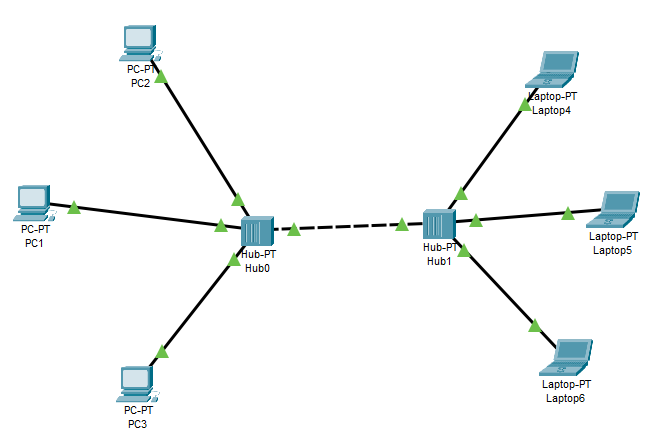 PC-PT
PC2
Laptop-PT
Laptop4
PC-PT
PC1
Hub-PT
Hub0
Hub-PT
Hub1
Laptop-PT
Laptop5
PC-PT
PC3
Laptop-PT
Laptop6